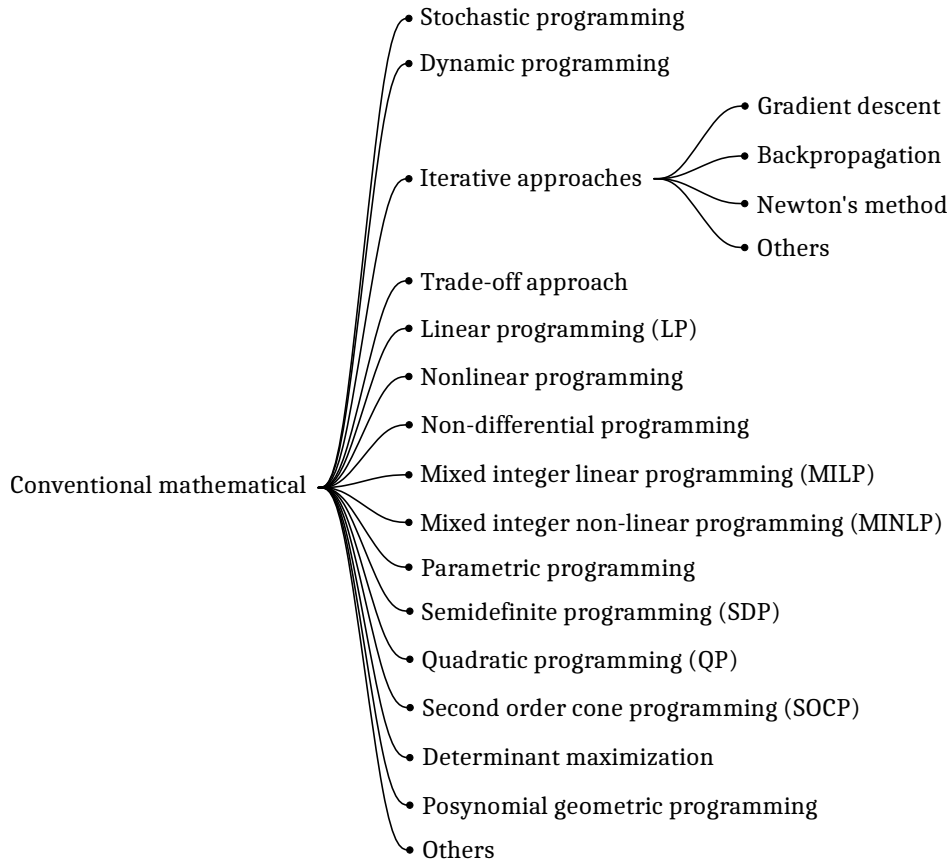 Stochastic programming
Dynamic programming
Gradient descent
Backpropagation
Iterative approaches
Newton's method
Others
Trade-off approach
Linear programming (LP)
Nonlinear programming
Non-differential programming
Mixed integer linear programming (MILP)
Conventional mathematical
Mixed integer non-linear programming (MINLP)
Parametric programming
Semidefinite programming (SDP)
Quadratic programming (QP)
Second order cone programming (SOCP)
Determinant maximization
Posynomial geometric programming
Others